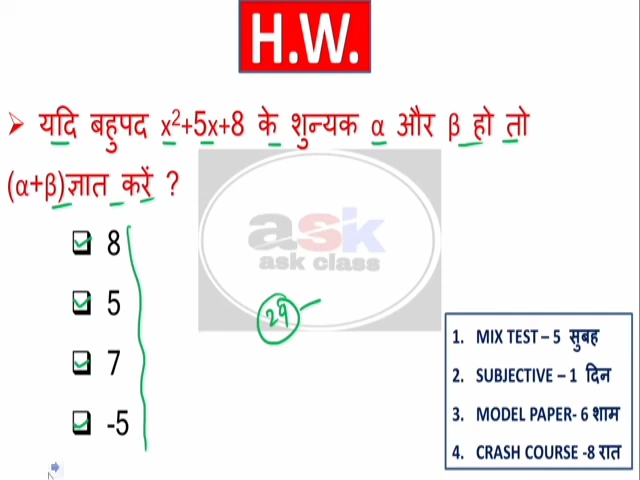 H.W.
➢ यदि बहुपद x²+5x+8 के शुन्यक α और β हो तो
(α+β)ज्ञात करें ?
ask
ask class
8
5
7
-5
1. MIX TEST – 5 सुबह
2. SUBJECTIVE – 1 दिन
3. MODEL PAPER- 6 शाम
4. CRASH COURSE -8 रात